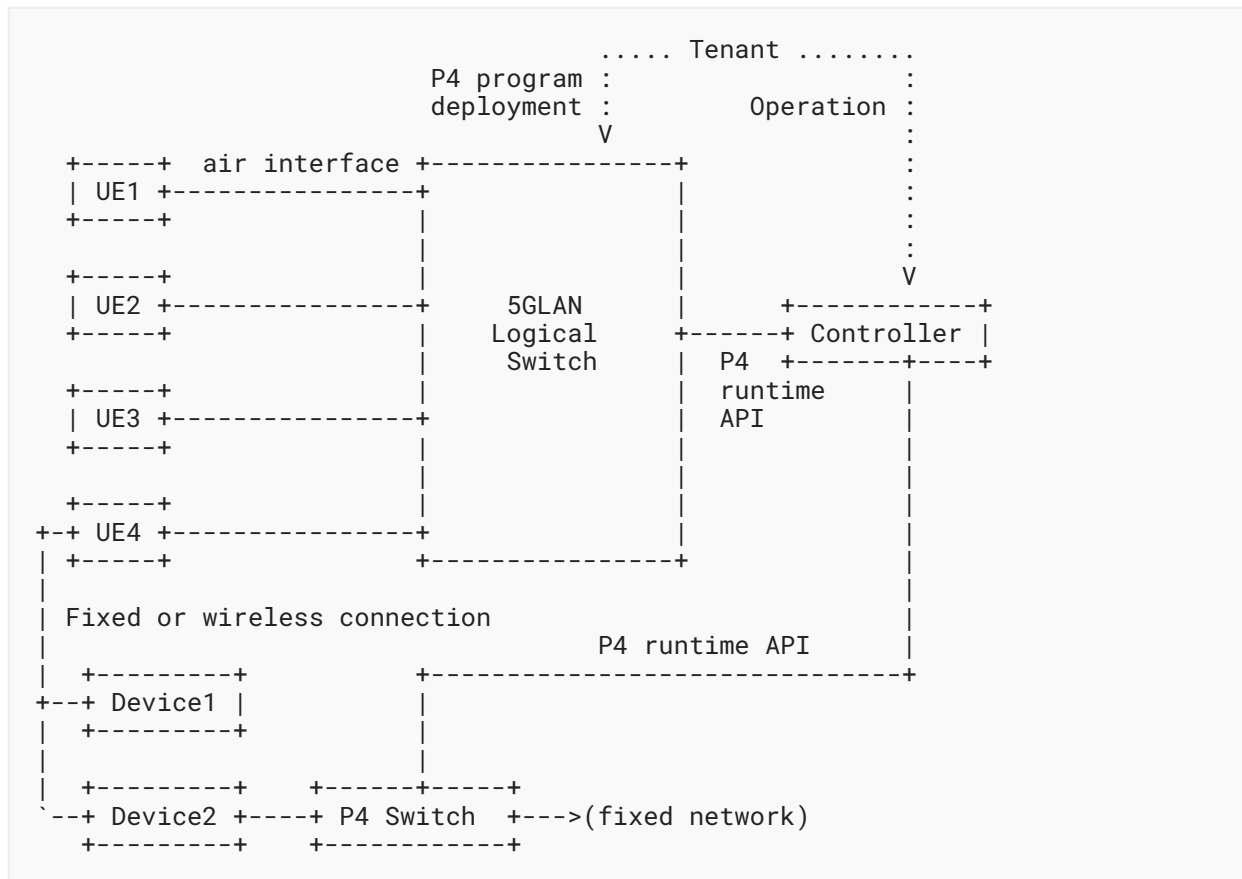 ..... Tenant ........
P4 program :                   :
deployment :         Operation :
V                   :
+-----+  air interface +----------------+              :
| UE1 +----------------+                |              :
+-----+                |                |              :
|                |              :
+-----+                |                |              V
| UE2 +----------------+     5GLAN      |      +------------+
+-----+                |    Logical     +------+ Controller |
|     Switch     |  P4  +-------+----+
+-----+                |                |  runtime     |
| UE3 +----------------+                |  API         |
+-----+                |                |              |
|                |              |
+-----+                |                |              |
+-+ UE4 +----------------+                |              |
| +-----+                +----------------+              |
|                                                        |
| Fixed or wireless connection                           |
|                                    P4 runtime API      |
|  +---------+           +-------------------------------+
+--+ Device1 |           |
|  +---------+           |
|                        |
|  +---------+    +------+-----+
`--+ Device2 +----+ P4 Switch  +--->(fixed network)
+---------+    +------------+